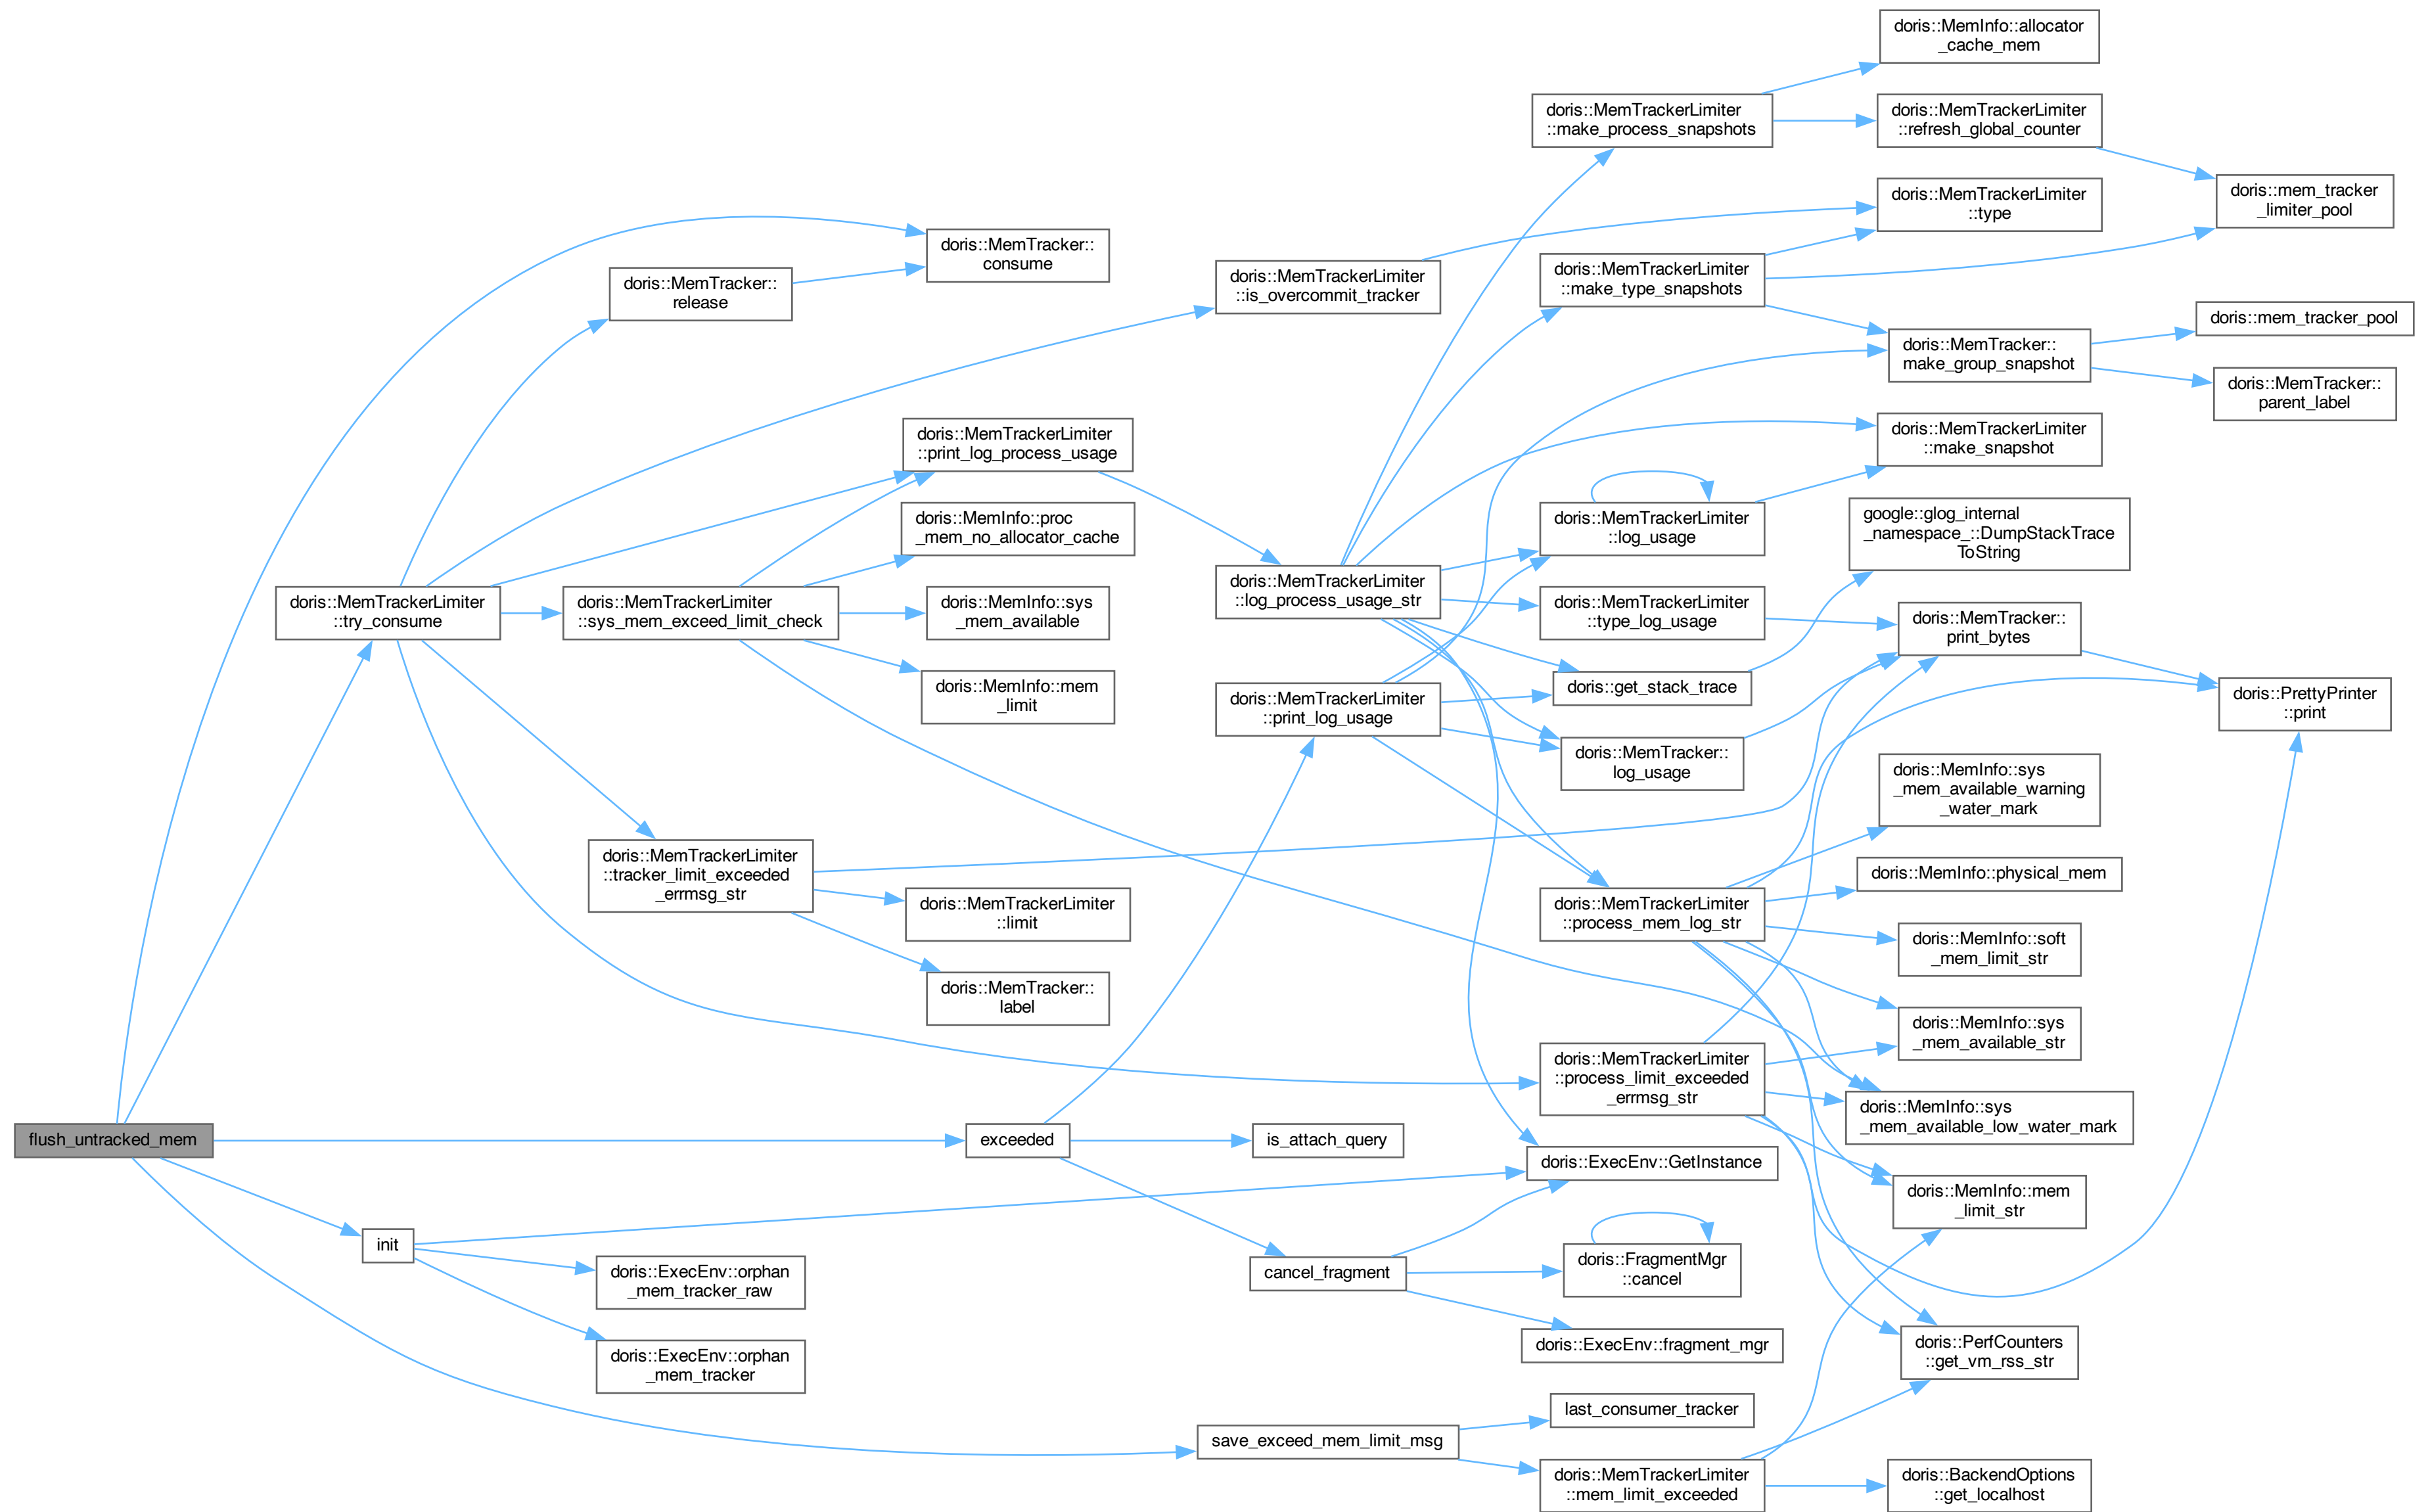 flush_untracked_mem
doris::MemTrackerLimiter
::try_consume
init
doris::MemTracker::
release
doris::MemTrackerLimiter
::sys_mem_exceed_limit_check
doris::MemTrackerLimiter
::tracker_limit_exceeded
_errmsg_str
doris::ExecEnv::orphan
_mem_tracker_raw
doris::ExecEnv::orphan
_mem_tracker
doris::MemTracker::
consume
doris::MemTrackerLimiter
::print_log_process_usage
doris::MemInfo::proc
_mem_no_allocator_cache
doris::MemInfo::sys
_mem_available
doris::MemInfo::mem
_limit
doris::MemTrackerLimiter
::limit
doris::MemTracker::
label
exceeded
doris::MemTrackerLimiter
::is_overcommit_tracker
doris::MemTrackerLimiter
::log_process_usage_str
doris::MemTrackerLimiter
::print_log_usage
is_attach_query
cancel_fragment
save_exceed_mem_limit_msg
doris::MemTrackerLimiter
::make_process_snapshots
doris::MemTrackerLimiter
::make_type_snapshots
doris::MemTrackerLimiter
::log_usage
doris::MemTrackerLimiter
::type_log_usage
doris::get_stack_trace
doris::MemTracker::
log_usage
doris::MemTrackerLimiter
::process_mem_log_str
doris::MemTrackerLimiter
::process_limit_exceeded
_errmsg_str
doris::ExecEnv::GetInstance
doris::FragmentMgr
::cancel
doris::ExecEnv::fragment_mgr
last_consumer_tracker
doris::MemTrackerLimiter
::mem_limit_exceeded
doris::MemInfo::allocator
_cache_mem
doris::MemTrackerLimiter
::refresh_global_counter
doris::MemTrackerLimiter
::type
doris::MemTracker::
make_group_snapshot
doris::MemTrackerLimiter
::make_snapshot
google::glog_internal
_namespace_::DumpStackTrace
ToString
doris::MemTracker::
print_bytes
doris::MemInfo::sys
_mem_available_warning
_water_mark
doris::MemInfo::physical_mem
doris::MemInfo::soft
_mem_limit_str
doris::MemInfo::sys
_mem_available_str
doris::MemInfo::sys
_mem_available_low_water_mark
doris::MemInfo::mem
_limit_str
doris::PerfCounters
::get_vm_rss_str
doris::BackendOptions
::get_localhost
doris::mem_tracker
_limiter_pool
doris::mem_tracker_pool
doris::MemTracker::
parent_label
doris::PrettyPrinter
::print